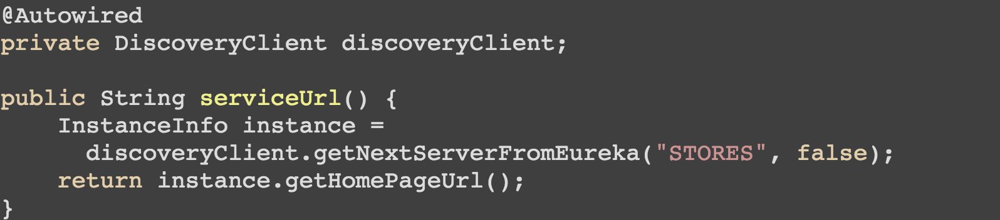 @Autowired
private DiscoveryClient discoveryClient;

public String serviceUrl() {
    InstanceInfo instance =
      discoveryClient.getNextServerFromEureka("STORES", false);
    return instance.getHomePageUrl();
}